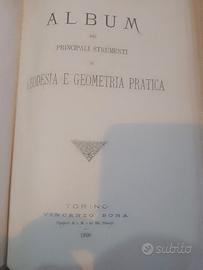 ALBUM
DEI
PRINCIPALI STRUMENTI
DI
GEODESIA E GEOMETRIA PRATICA
TORINO
VINCENZO BONA
subito